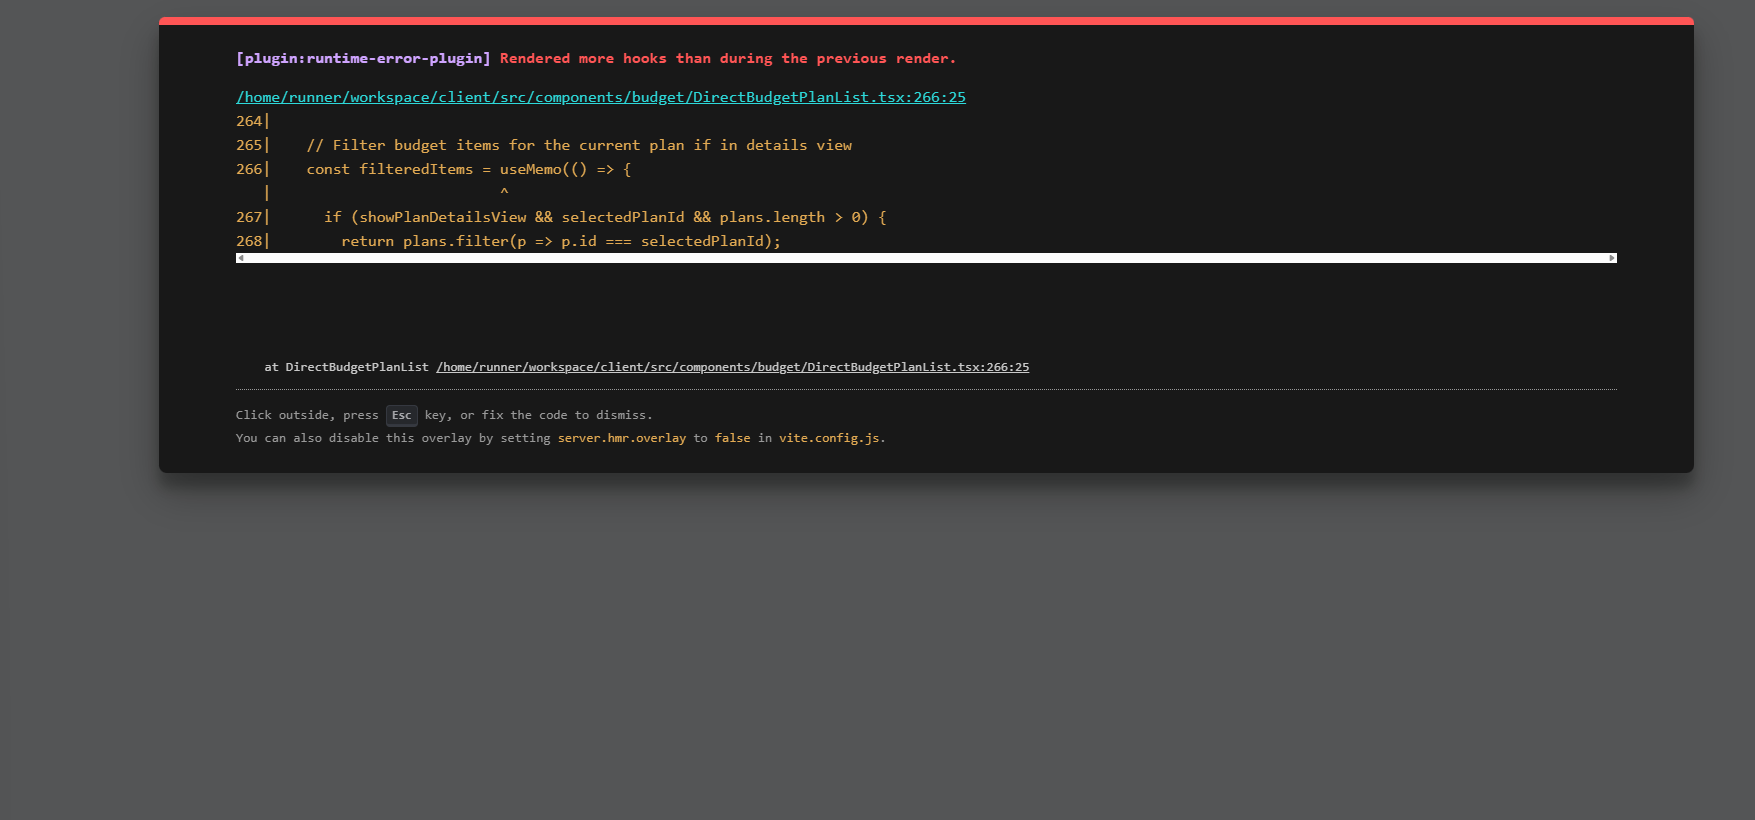 [plugin:runtime-error-plugin] Rendered more hooks than during the previous render.
/home/runner/workspace/client/src/components/budget/DirectBudgetPlanList.tsx:266:25
264|
265|    // Filter budget items for the current plan if in details view
266|    const filteredItems = useMemo(() => {
   |                          ^
267|      if (showPlanDetailsView && selectedPlanId && plans.length > 0) {
268|        return plans.filter(p => p.id === selectedPlanId);
at DirectBudgetPlanList /home/runner/workspace/client/src/components/budget/DirectBudgetPlanList.tsx:266:25
Click outside, press Esc key, or fix the code to dismiss.
You can also disable this overlay by setting server.hmr.overlay to false in vite.config.js.